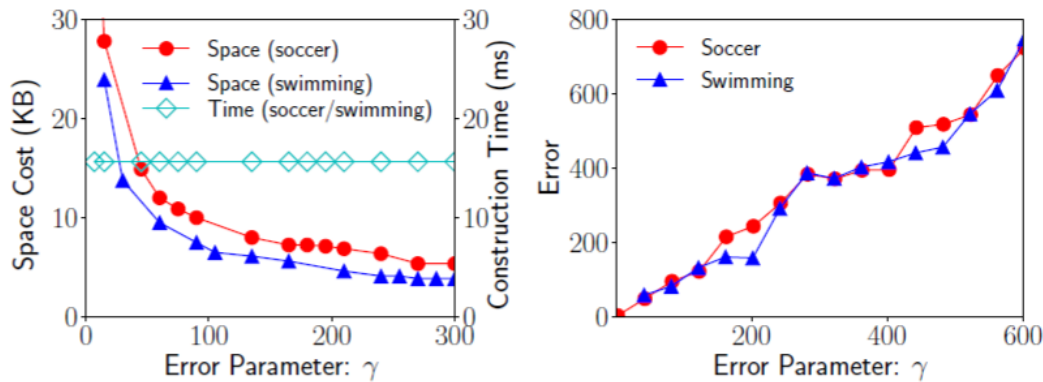 30
20
10
0
Space Cost (KB)
Space (soccer)
Space (swimming)
Time (soccer/swimming)
30
20
10
0
Construction Time (ms)
0 100 200 300
Error Parameter: γ
800
600
400
200
0
Error
Soccer
Swimming
200 400 600
Error Parameter: γ